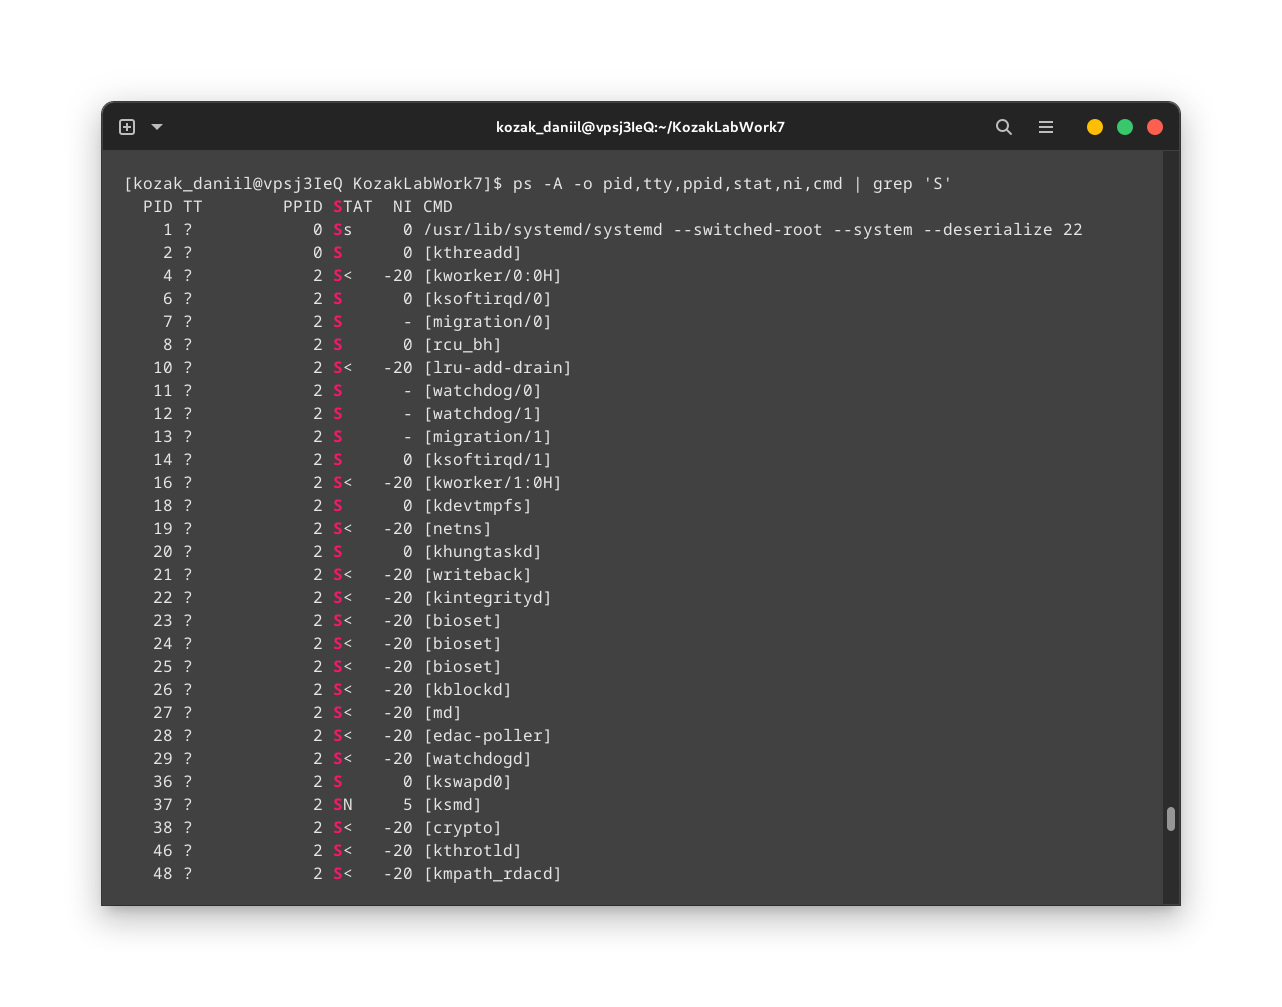 kozak_daniil@vpsj3IeQ:~/KozakLabWork7
[kozak_daniil@vpsj3IeQ KozakLabWork7]$ ps -A -o pid,tty,ppid,stat,ni,cmd | grep 'S'
  PID TT        PPID STAT  NI CMD
    1 ?            0 Ss     0 /usr/lib/systemd/systemd --switched-root --system --deserialize 22
    2 ?            0 S      0 [kthreadd]
    4 ?            2 S<   -20 [kworker/0:0H]
    6 ?            2 S      0 [ksoftirqd/0]
    7 ?            2 S      - [migration/0]
    8 ?            2 S      0 [rcu_bh]
   10 ?            2 S<   -20 [lru-add-drain]
   11 ?            2 S      - [watchdog/0]
   12 ?            2 S      - [watchdog/1]
   13 ?            2 S      - [migration/1]
   14 ?            2 S      0 [ksoftirqd/1]
   16 ?            2 S<   -20 [kworker/1:0H]
   18 ?            2 S      0 [kdevtmpfs]
   19 ?            2 S<   -20 [netns]
   20 ?            2 S      0 [khungtaskd]
   21 ?            2 S<   -20 [writeback]
   22 ?            2 S<   -20 [kintegrityd]
   23 ?            2 S<   -20 [bioset]
   24 ?            2 S<   -20 [bioset]
   25 ?            2 S<   -20 [bioset]
   26 ?            2 S<   -20 [kblockd]
   27 ?            2 S<   -20 [md]
   28 ?            2 S<   -20 [edac-poller]
   29 ?            2 S<   -20 [watchdogd]
   36 ?            2 S      0 [kswapd0]
   37 ?            2 SN     5 [ksmd]
   38 ?            2 S<   -20 [crypto]
   46 ?            2 S<   -20 [kthrotld]
   48 ?            2 S<   -20 [kmpath_rdacd]